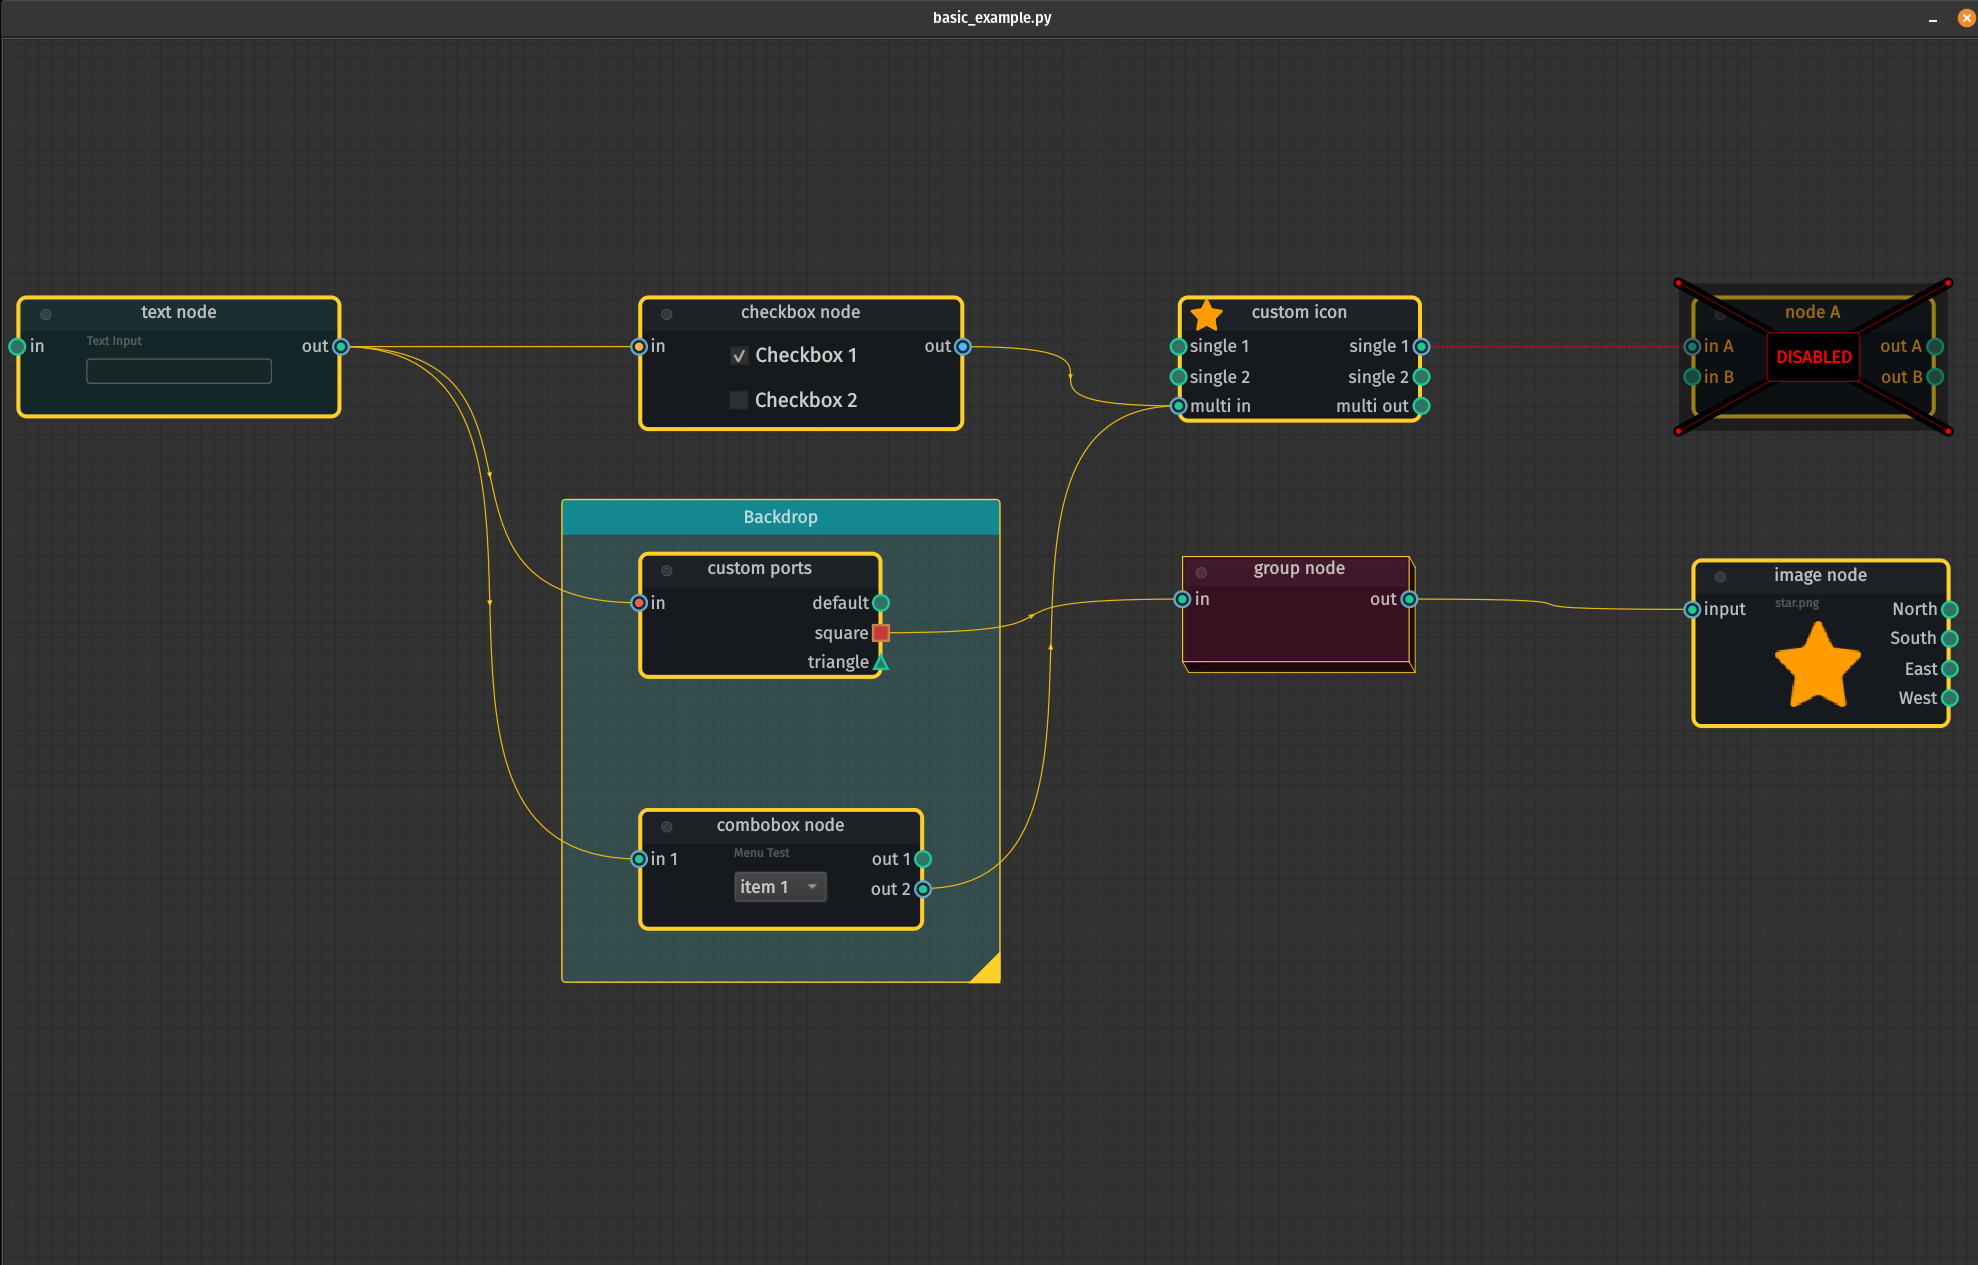 basic_example.py
text node
in
Text Input
out
checkbox node
in
Checkbox 1
Checkbox 2
out
custom icon
single 1
single 1
single 2
single 2
multi in
multi out
node A
in A
DISABLED
out A
in B
out B
Backdrop
custom ports
in
default
square
triangle
group node
in
out
image node
input
star.png
North
South
East
West
combobox node
in 1
Menu Test
out 1
item 1
out 2